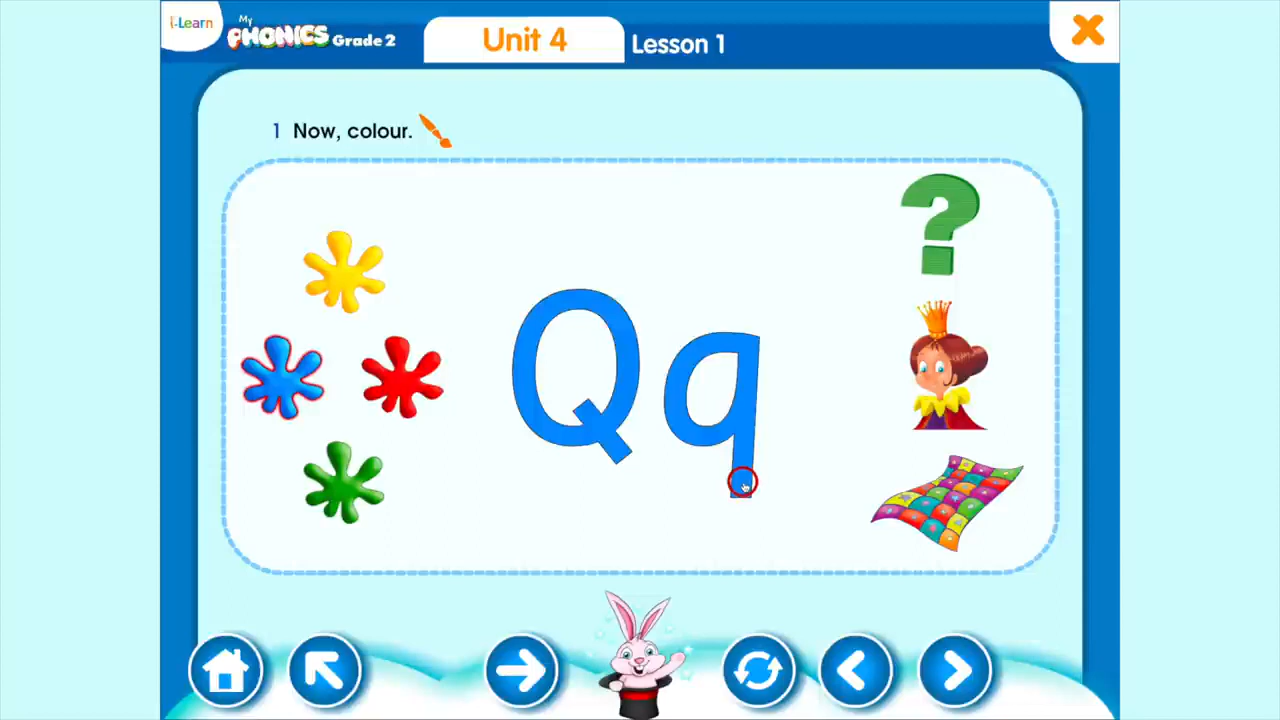 i-Learn
My
PHONICS Grade 2
Unit 4
Lesson 1
1 Now, colour.
Qq
?